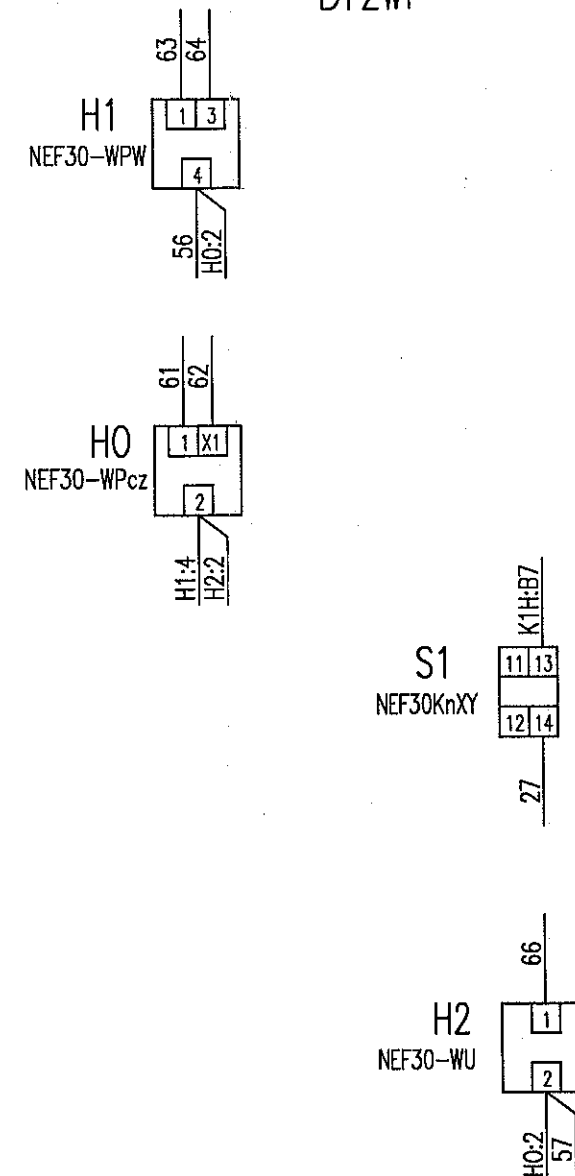 Drzwi
63
64
H1
NEF30-WPW
1 3
4
56
H0:2
61
62
H0
NEF30-WPcz
1 X1
2
H1:4
H2:2
K1H:B7
S1
NEF30KnXY
11 13
12 14
27
66
H2
NEF30-WU
1
2
H0:2
57